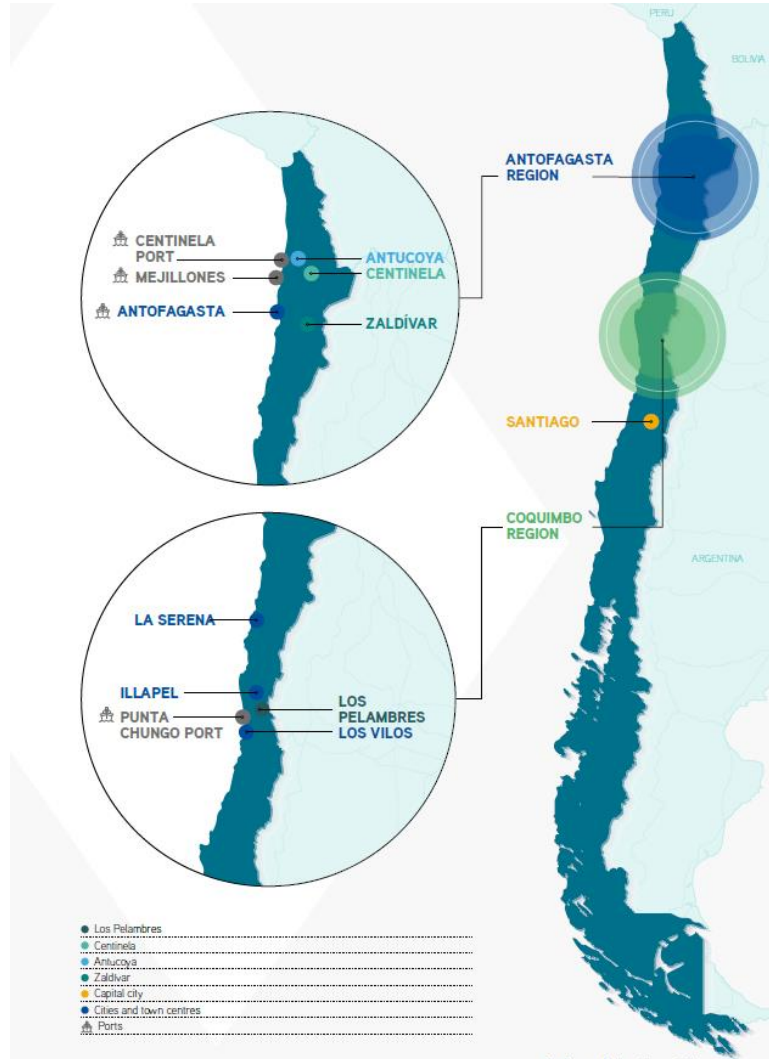 PERU
BOLIVIA
ANTOFAGASTA
REGION
CENTINELA
PORT
MEJILLONES
ANTOFAGASTA
ANTUCOYA
CENTINELA
ZALDÍVAR
SANTIAGO
COQUIMBO
REGION
ARGENTINA
LA SERENA
ILLAPEL
PUNTA
CHUNGO PORT
LOS
PELAMBRES
LOS VILOS
Los Pelambres
Centinela
Antucoya
Zaldívar
Capital city
Cities and town centres
Ports